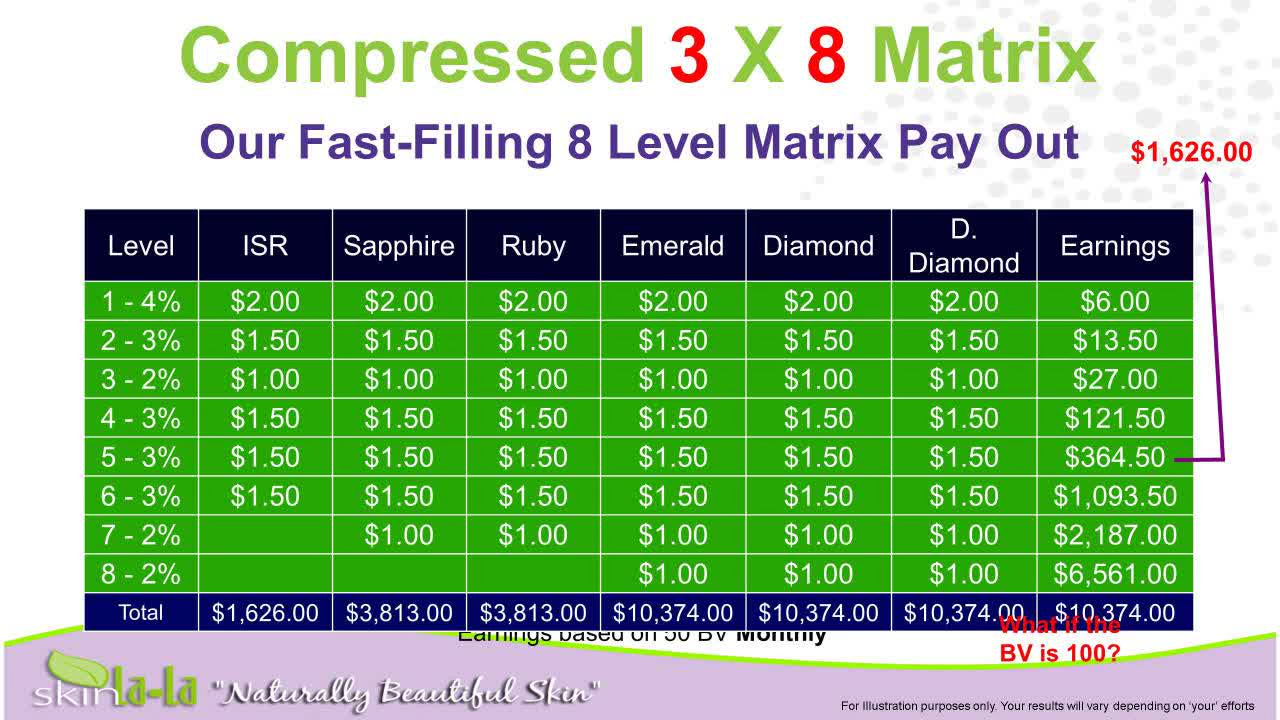 Compressed 3 X 8 Matrix
Our Fast-Filling 8 Level Matrix Pay Out
$1,626.00
Level ISR Sapphire Ruby Emerald Diamond D. Diamond Earnings
1 - 4% $2.00 $2.00 $2.00 $2.00 $2.00 $2.00 $6.00
2 - 3% $1.50 $1.50 $1.50 $1.50 $1.50 $1.50 $13.50
3 - 2% $1.00 $1.00 $1.00 $1.00 $1.00 $1.00 $27.00
4 - 3% $1.50 $1.50 $1.50 $1.50 $1.50 $1.50 $121.50
5 - 3% $1.50 $1.50 $1.50 $1.50 $1.50 $1.50 $364.50
6 - 3% $1.50 $1.50 $1.50 $1.50 $1.50 $1.50 $1,093.50
7 - 2% $1.00 $1.00 $1.00 $1.00 $1.00 $2,187.00
8 - 2% $1.00 $1.00 $1.00 $6,561.00
Total $1,626.00 $3,813.00 $3,813.00 $10,374.00 $10,374.00 $10,374.00 $10,374.00
Earnings based on 50 BV Monthly
What if the
BV is 100?
skin la-la "Naturally Beautiful Skin"
For Illustration purposes only. Your results will vary depending on 'your' efforts